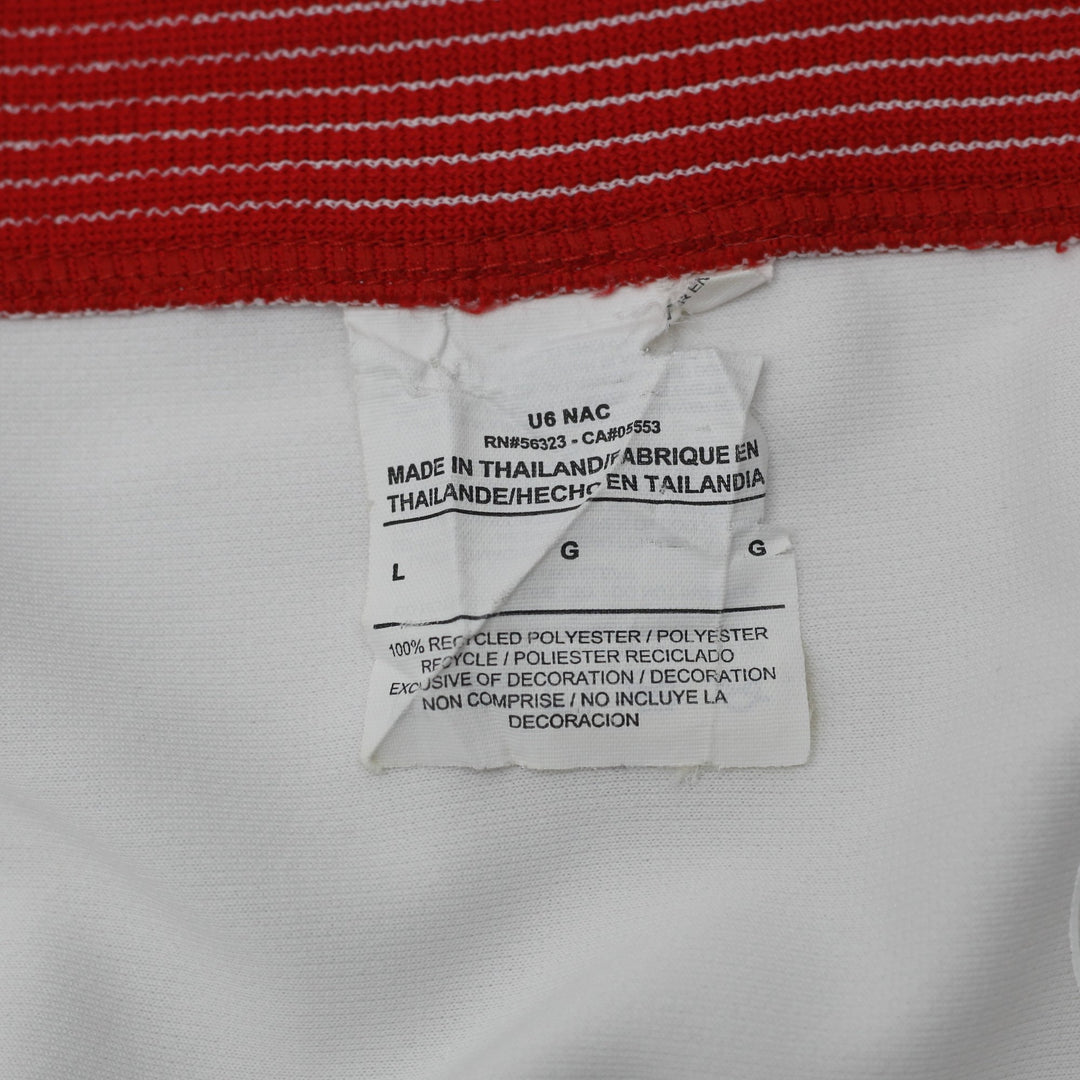 R EN
U6 NAC
RN#56323 - CA#05553
MADE IN THAILAND/FABRIQUE EN
THAILANDE/HECHO EN TAILANDIA
L G G
100% RECYCLED POLYESTER / POLYESTER
RECYCLE / POLIESTER RECICLADO
EXCLUSIVE OF DECORATION / DECORATION
NON COMPRISE / NO INCLUYE LA
DECORACION